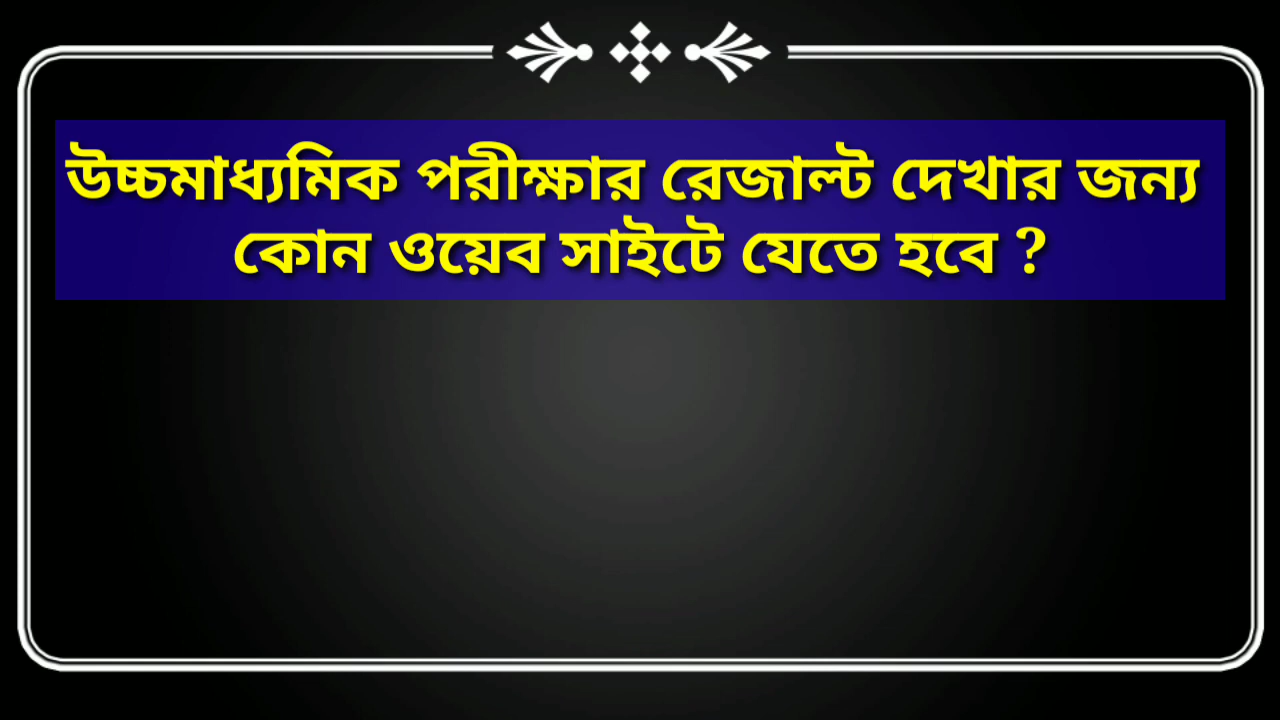 উচ্চমাধ্যমিক পরীক্ষার রেজাল্ট দেখার জন্য
কোন ওয়েব সাইটে যেতে হবে ?